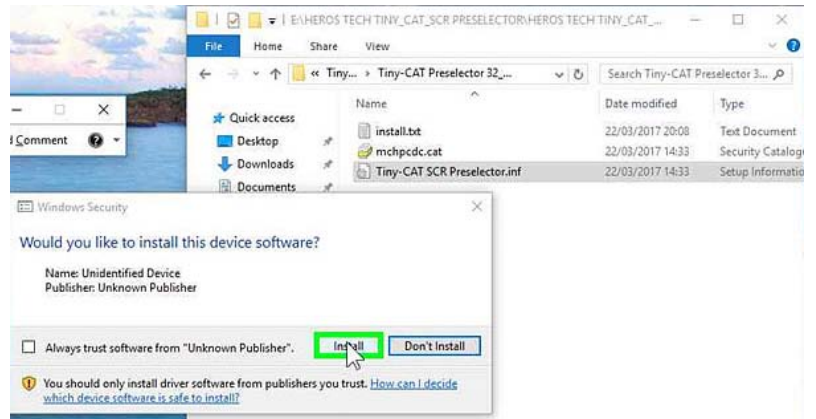 E:\HEROS TECH TINY_CAT_SCR PRESELECTOR\HEROS TECH TINY_CAT_...
File Home Share View
« Tiny... › Tiny-CAT Preselector 32_...
Search Tiny-CAT Preselector 3...
Name Date modified Type
Quick access
Comment
install.txt 22/03/2017 20:08 Text Document
Desktop
mchpcdc.cat 22/03/2017 14:33 Security Catalog
Downloads
Tiny-CAT SCR Preselector.inf 22/03/2017 14:33 Setup Informatio
Documents
Windows Security
Would you like to install this device software?
Name: Unidentified Device
Publisher: Unknown Publisher
Always trust software from "Unknown Publisher".
Install
Don't Install
You should only install driver software from publishers you trust. How can I decide
which device software is safe to install?